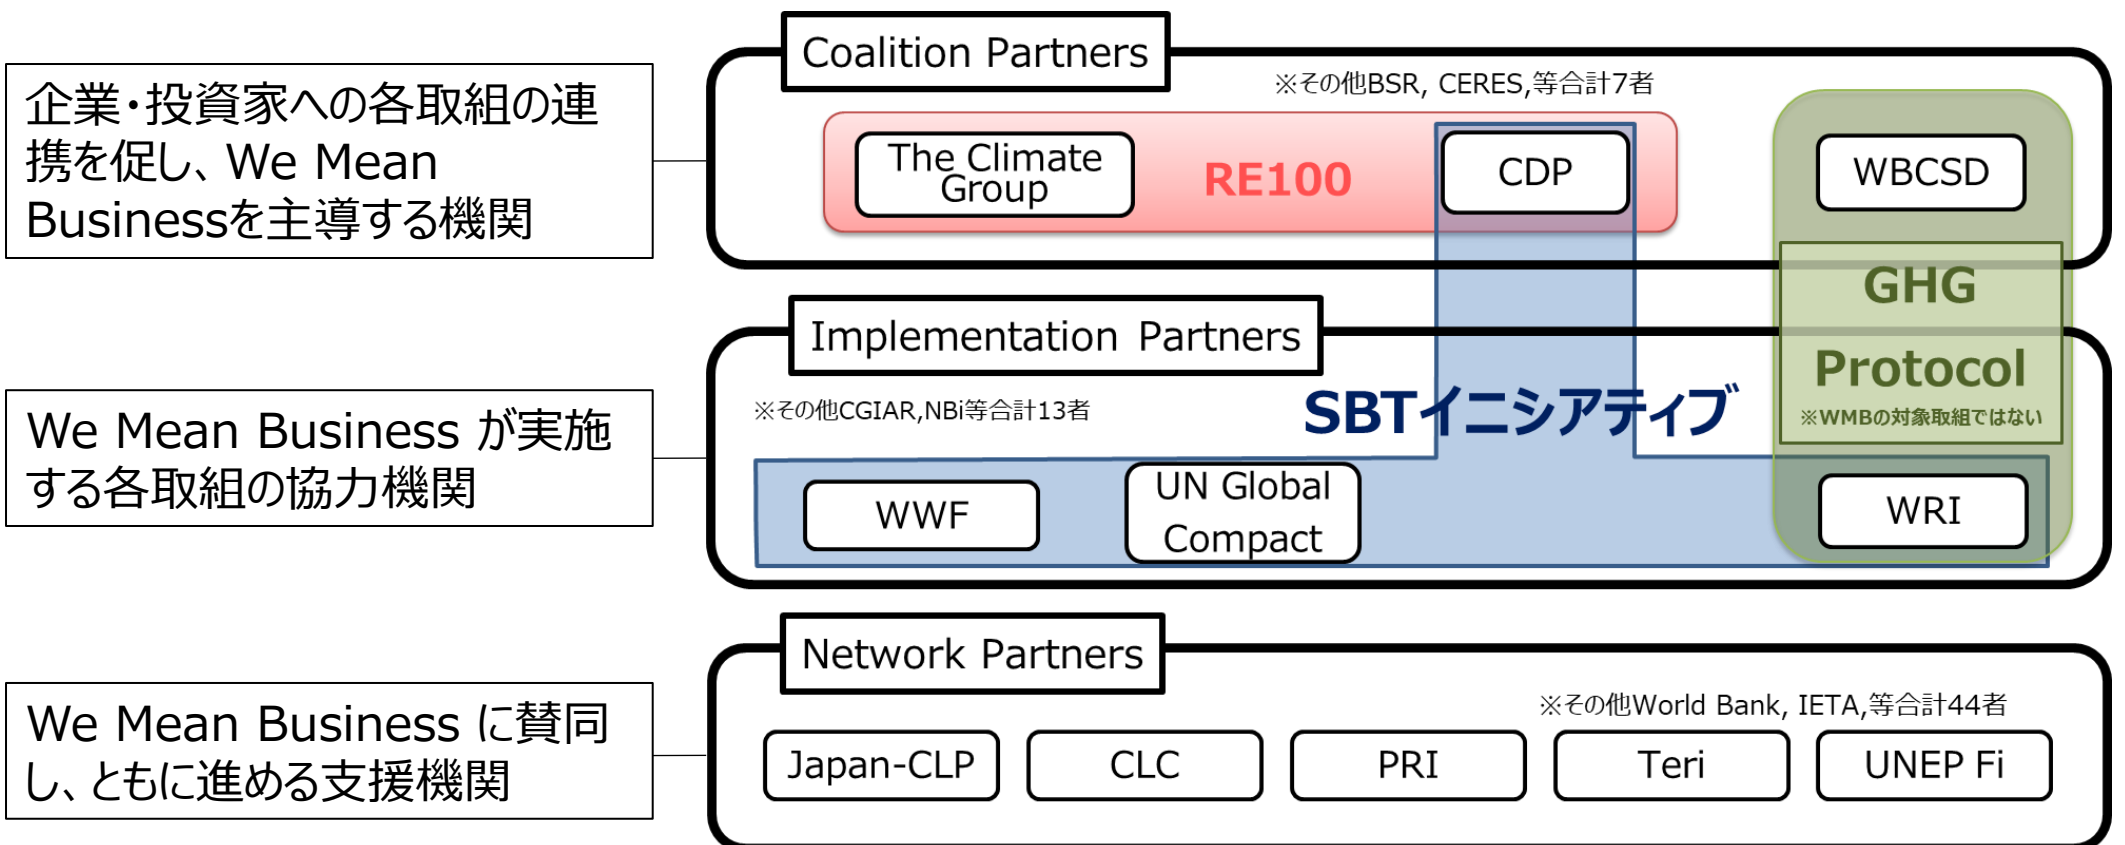 Coalition Partners
企業・投資家への各取組の連
携を促し、We Mean
Businessを主導する機関
※その他BSR, CERES,等合計7者
The Climate
Group
RE100
CDP
WBCSD
GHG
Protocol
※WMBの対象取組ではない
Implementation Partners
We Mean Business が実施
する各取組の協力機関
※その他CGIAR,NBi等合計13者
SBTイニシアティブ
WWF
UN Global
Compact
WRI
Network Partners
We Mean Business に賛同
し、ともに進める支援機関
※その他World Bank, IETA,等合計44者
Japan-CLP
CLC
PRI
Teri
UNEP Fi